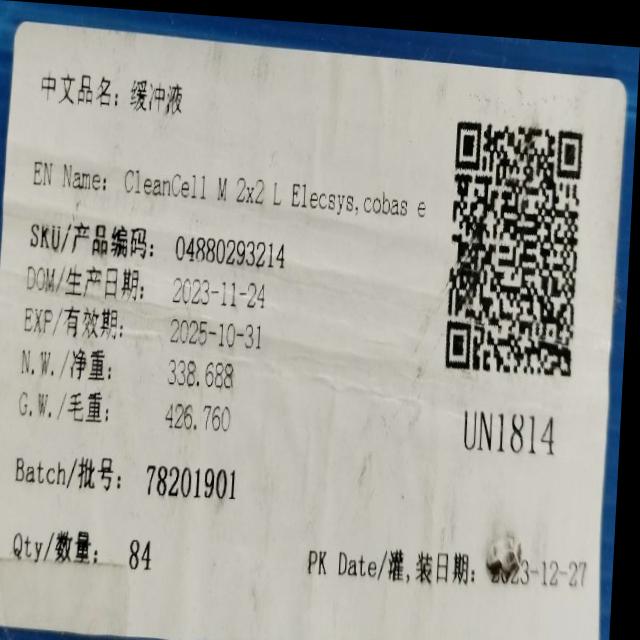 中文品名：缓冲液
EN Name: CleanCell M 2x2 L Elecsys,cobas e
SKU/产品编码： 04880293214
DOM/生产日期： 2023-11-24
EXP/有效期： 2025-10-31
N.W./净重： 338.688
G.W./毛重： 426.760
UN1814
Batch/批号： 78201901
Qty/数量： 84
PK Date/灌,装日期： 2023-12-27